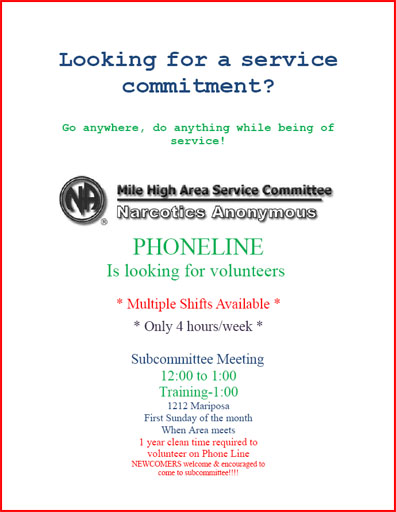 Looking for a service
commitment?
Go anywhere, do anything while being of
service!
NA ®
Mile High Area Service Committee
Narcotics Anonymous
PHONELINE
Is looking for volunteers
* Multiple Shifts Available *
* Only 4 hours/week *
Subcommittee Meeting
12:00 to 1:00
Training-1:00
1212 Mariposa
First Sunday of the month
When Area meets
1 year clean time required to
volunteer on Phone Line
NEWCOMERS welcome & encouraged to
come to subcommittee!!!!